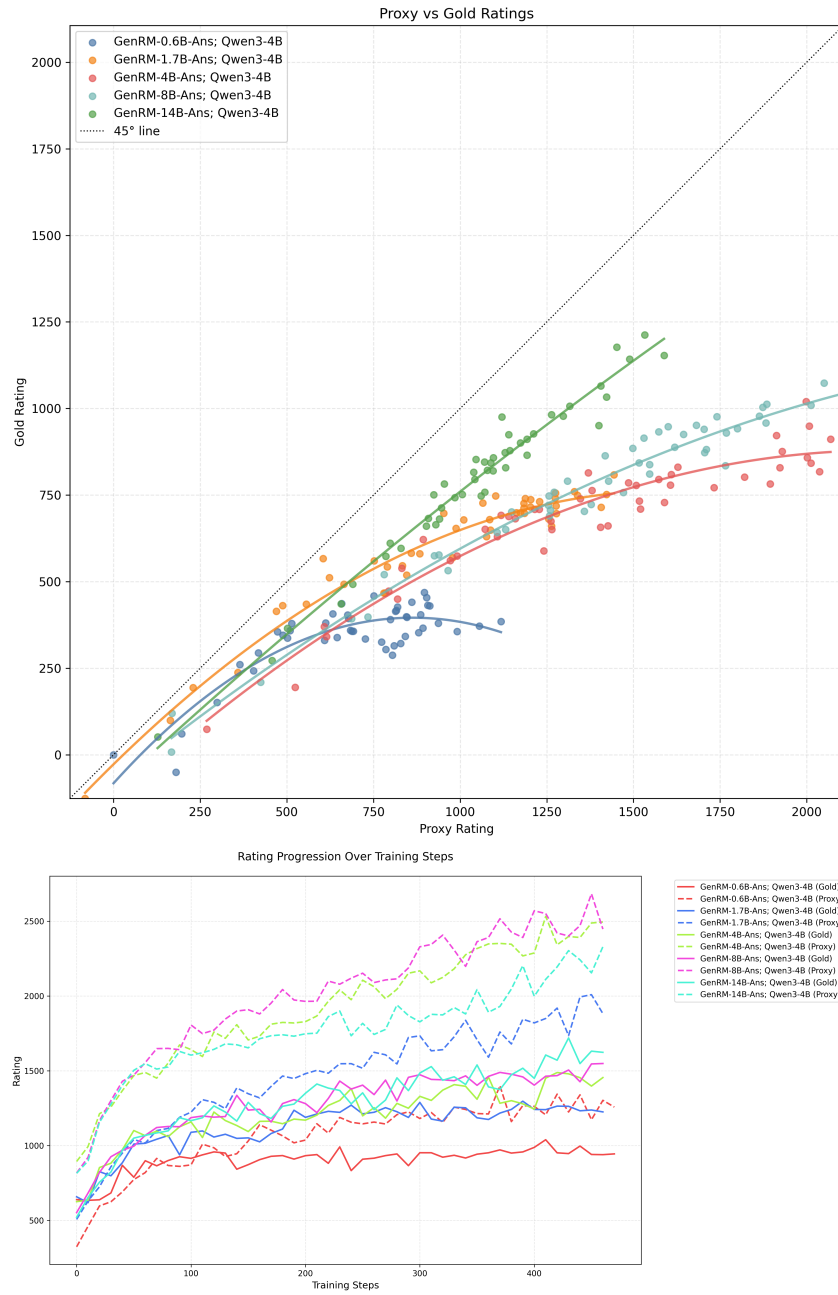 Proxy vs Gold Ratings
GenRM-0.6B-Ans; Qwen3-4B
GenRM-1.7B-Ans; Qwen3-4B
GenRM-4B-Ans; Qwen3-4B
GenRM-8B-Ans; Qwen3-4B
GenRM-14B-Ans; Qwen3-4B
45° line
2000
1750
1500
1250
1000
750
500
250
0
Gold Rating
0 250 500 750 1000 1250 1500 1750 2000
Proxy Rating
Rating Progression Over Training Steps
2500
2000
1500
1000
500
Rating
0 100 200 300 400
Training Steps
GenRM-0.6B-Ans; Qwen3-4B (Gold)
GenRM-0.6B-Ans; Qwen3-4B (Proxy
GenRM-1.7B-Ans; Qwen3-4B (Gold)
GenRM-1.7B-Ans; Qwen3-4B (Proxy
GenRM-4B-Ans; Qwen3-4B (Gold)
GenRM-4B-Ans; Qwen3-4B (Proxy)
GenRM-8B-Ans; Qwen3-4B (Gold)
GenRM-8B-Ans; Qwen3-4B (Proxy)
GenRM-14B-Ans; Qwen3-4B (Gold)
GenRM-14B-Ans; Qwen3-4B (Proxy